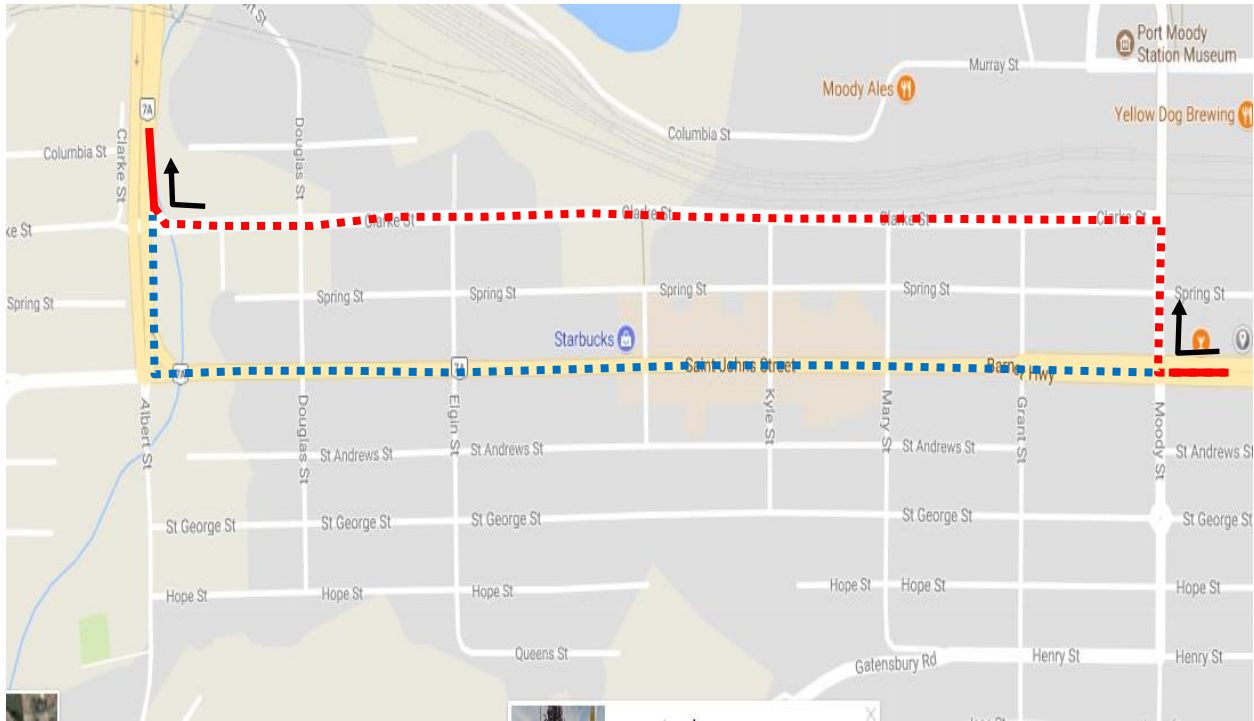 Port Moody
Station Museum
Murray St
Moody Ales
Yellow Dog Brewing
7A
Columbia St
Columbia St
Clarke St
Douglas St
Clarke St
Clarke St
Clarke St
Clarke St
ke St
Spring St
Spring St
Spring St
Spring St
Spring St
Spring St
Starbucks
7A
7A
Saint Johns Street
Hwy
Albert St
Douglas St
Elgin St
Kyle St
Mary St
Grant St
Moody St
St Andrews St
St Andrews St
St Andrews St
St Andrews St
St George St
St George St
St George St
St George St
St George St
Hope St
Hope St
Hope St
Hope St
Hope St
Hope St
Queens St
Gatensbury Rd
Henry St
Henry St